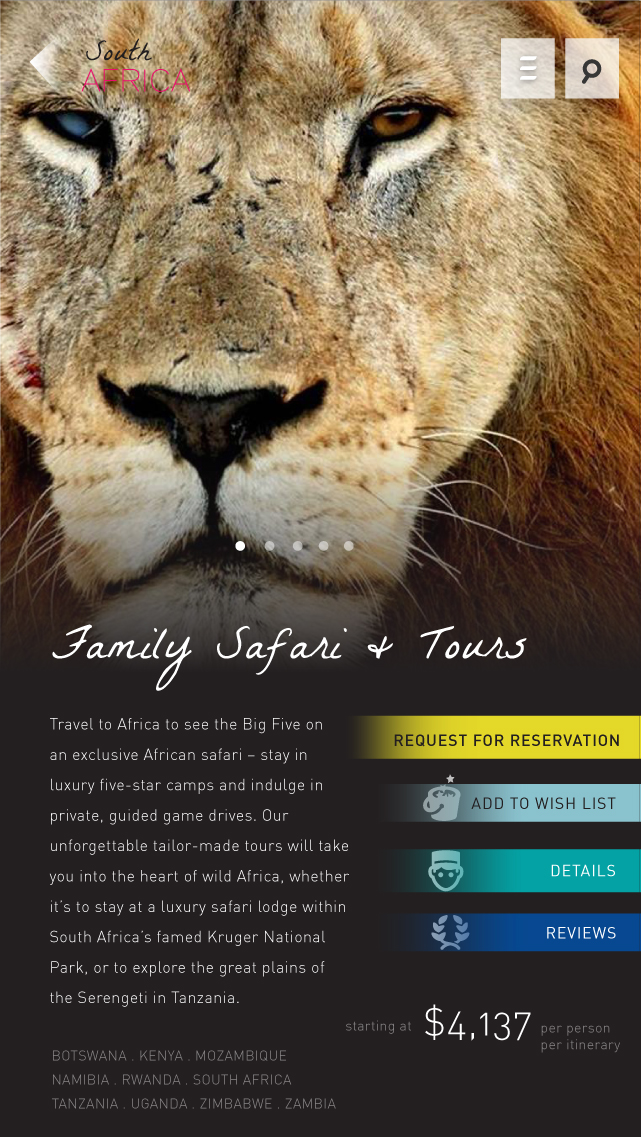 South
AFRICA
Family Safari & Tours
Travel to Africa to see the Big Five on
an exclusive African safari – stay in
luxury five-star camps and indulge in
private, guided game drives. Our
unforgettable tailor-made tours will take
you into the heart of wild Africa, whether
it's to stay at a luxury safari lodge within
South Africa's famed Kruger National
Park, or to explore the great plains of
the Serengeti in Tanzania.
REQUEST FOR RESERVATION
ADD TO WISH LIST
DETAILS
REVIEWS
starting at $4,137 per person
per itinerary
BOTSWANA . KENYA . MOZAMBIQUE
NAMIBIA . RWANDA . SOUTH AFRICA
TANZANIA . UGANDA . ZIMBABWE . ZAMBIA